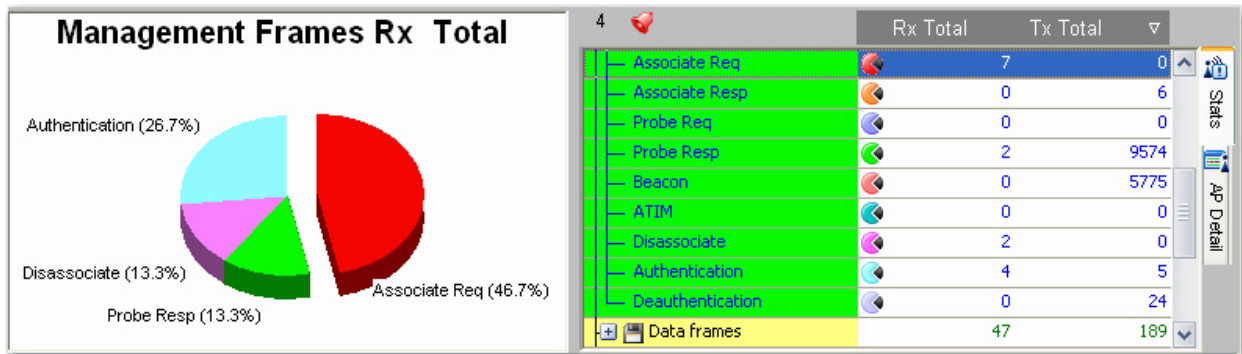 Management Frames Rx  Total
Authentication (26.7%)
Disassociate (13.3%)
Probe Resp (13.3%)
Associate Req (46.7%)
4 Rx Total Tx Total
Associate Req 7 0
Associate Resp 0 6
Probe Req 0 0
Probe Resp 2 9574
Beacon 0 5775
ATIM 0 0
Disassociate 2 0
Authentication 4 5
Deauthentication 0 24
Data frames 47 189
Stats
AP Detail